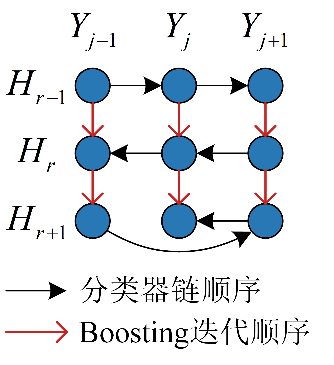 Y_{j-1} Y_j Y_{j+1}
H_{r-1}
H_r
H_{r+1}
分类器链顺序
Boosting迭代顺序